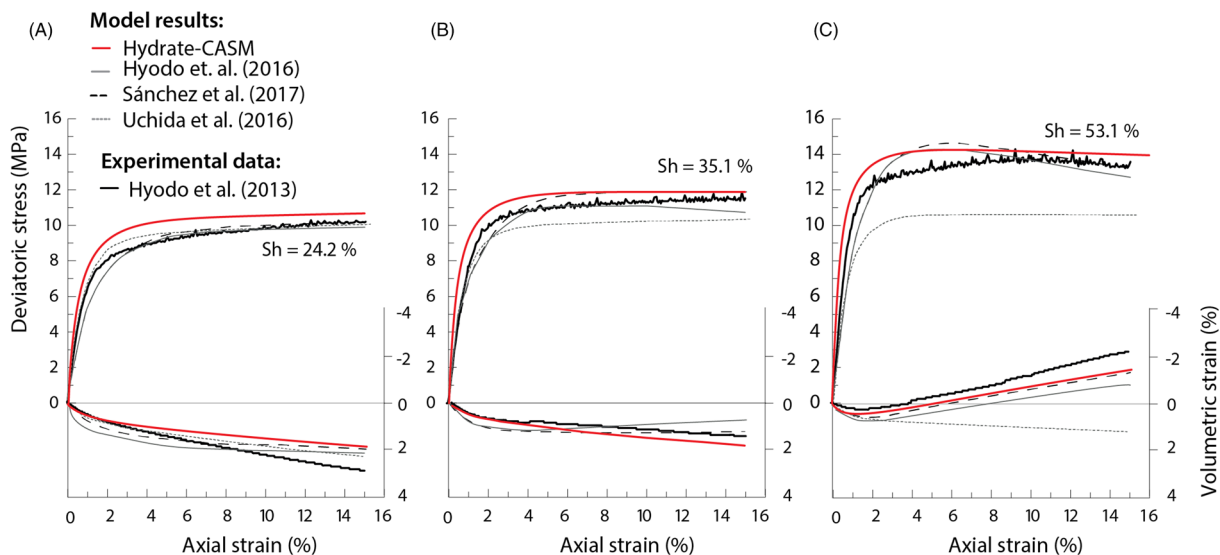 (A)
Model results:
Hydrate-CASM
Hyodo et. al. (2016)
Sánchez et al. (2017)
Uchida et al. (2016)
Experimental data:
Hyodo et al. (2013)
Deviatoric stress (MPa)
16
14
12
10
8
6
4
2
0
Sh = 24.2 %
-4
-2
0
2
4
0 2 4 6 8 10 12 14 16
Axial strain (%)
(B)
16
14
12
10
8
6
4
2
0
Sh = 35.1 %
-4
-2
0
2
4
0 2 4 6 8 10 12 14 16
Axial strain (%)
(C)
16
14
12
10
8
6
4
2
0
Sh = 53.1 %
-4
-2
0
2
4
Volumetric strain (%)
0 2 4 6 8 10 12 14 16
Axial strain (%)